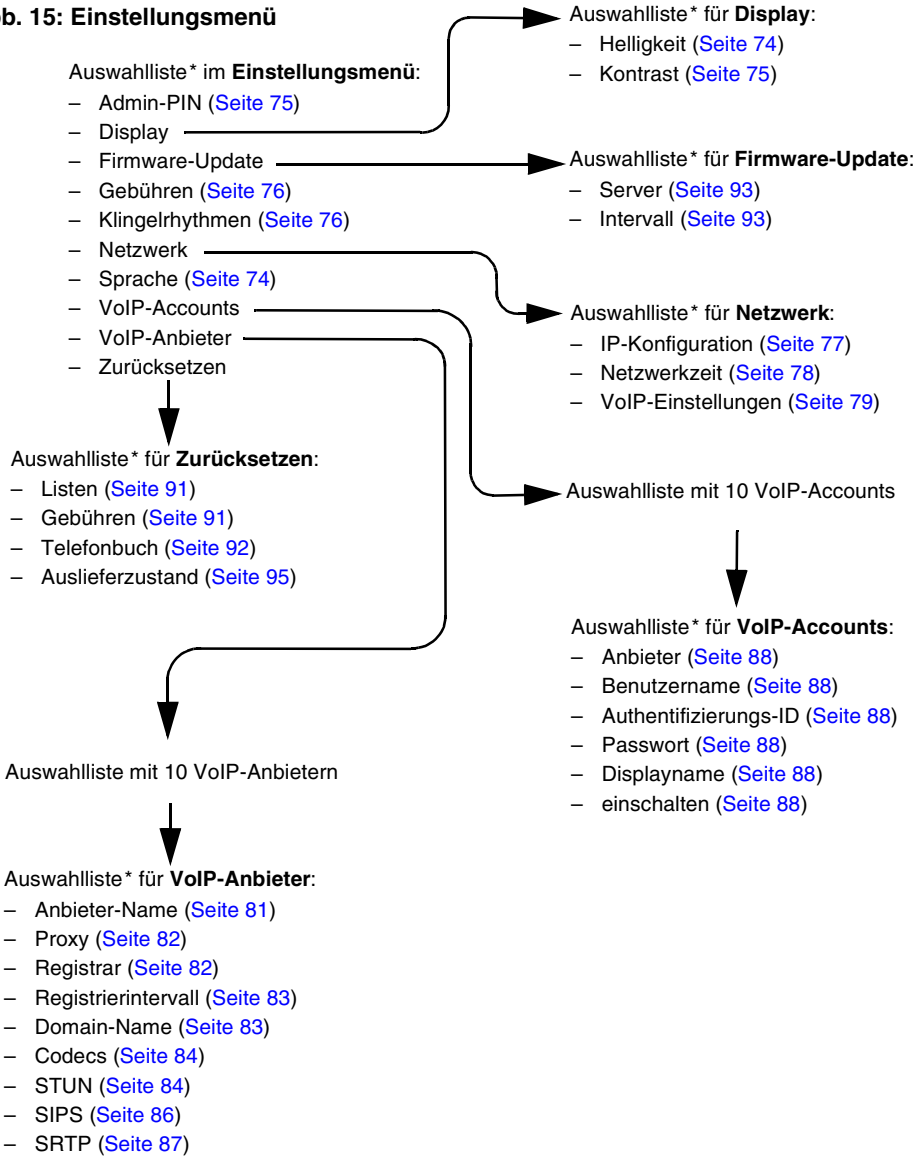 b. 15: Einstellungsmenü
Auswahlliste* im Einstellungsmenü:
– Admin-PIN (Seite 75)
– Display
– Firmware-Update
– Gebühren (Seite 76)
– Klingelrhythmen (Seite 76)
– Netzwerk
– Sprache (Seite 74)
– VoIP-Accounts
– VoIP-Anbieter
– Zurücksetzen
Auswahlliste* für Display:
– Helligkeit (Seite 74)
– Kontrast (Seite 75)
Auswahlliste* für Firmware-Update:
– Server (Seite 93)
– Intervall (Seite 93)
Auswahlliste* für Netzwerk:
– IP-Konfiguration (Seite 77)
– Netzwerkzeit (Seite 78)
– VoIP-Einstellungen (Seite 79)
Auswahlliste* für Zurücksetzen:
– Listen (Seite 91)
– Gebühren (Seite 91)
– Telefonbuch (Seite 92)
– Auslieferzustand (Seite 95)
Auswahlliste mit 10 VoIP-Accounts
Auswahlliste* für VoIP-Accounts:
– Anbieter (Seite 88)
– Benutzername (Seite 88)
– Authentifizierungs-ID (Seite 88)
– Passwort (Seite 88)
– Displayname (Seite 88)
– einschalten (Seite 88)
Auswahlliste mit 10 VoIP-Anbietern
Auswahlliste* für VoIP-Anbieter:
– Anbieter-Name (Seite 81)
– Proxy (Seite 82)
– Registrar (Seite 82)
– Registrierintervall (Seite 83)
– Domain-Name (Seite 83)
– Codecs (Seite 84)
– STUN (Seite 84)
– SIPS (Seite 86)
– SRTP (Seite 87)